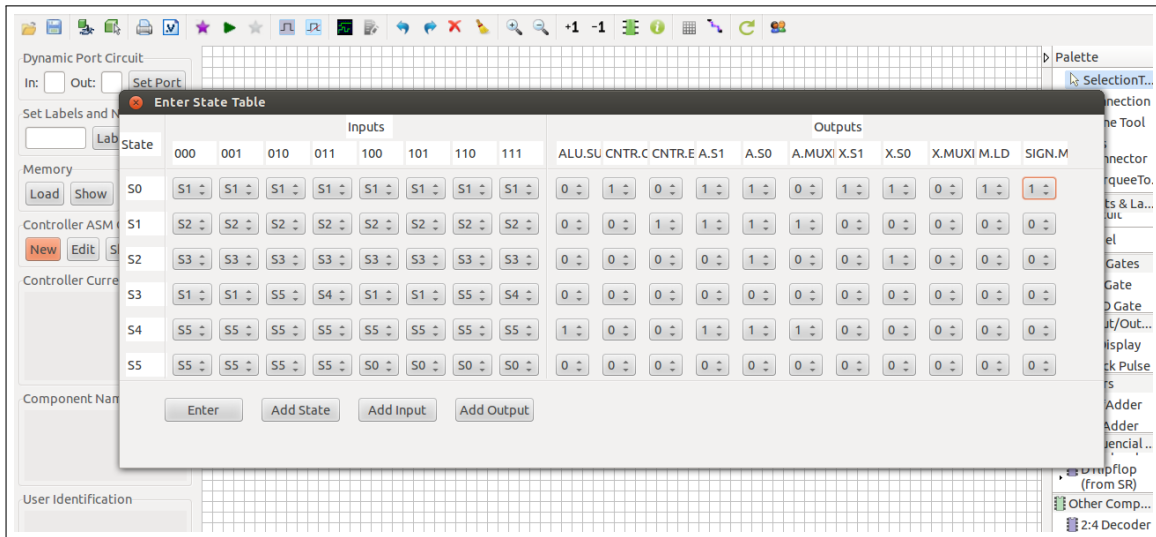 +1 -1
Dynamic Port Circuit
In: Out: Set Port
Set Labels and N
Lab
Memory
Load Show
Controller ASM
New Edit
Controller Curre
Component Nam
User Identification
Enter State Table
Inputs Outputs
State 000 001 010 011 100 101 110 111 ALU.SU CNTR.C CNTR.E A.S1 A.S0 A.MUXI X.S1 X.S0 X.MUXI M.LD SIGN.M
S0 S1 S1 S1 S1 S1 S1 S1 S1 0 1 0 1 1 0 1 1 0 1 1
S1 S2 S2 S2 S2 S2 S2 S2 S2 0 0 1 1 1 1 0 0 0 0 0
S2 S3 S3 S3 S3 S3 S3 S3 S3 0 0 0 0 1 0 0 1 0 0 0
S3 S1 S1 S5 S4 S1 S1 S5 S4 0 0 0 0 0 0 0 0 0 0 0
S4 S5 S5 S5 S5 S5 S5 S5 S5 1 0 0 1 1 1 0 0 0 0 0
S5 S5 S5 S5 S5 S0 S0 S0 S0 0 0 0 0 0 0 0 0 0 0 0
Enter Add State Add Input Add Output
Palette
SelectionT...
nnection
ne Tool
nnector
rqueeTo.
ts & La...
el
Gates
Gate
D Gate
ut/Out...
isplay
ck Pulse
rs
Adder
Adder
uencial ..
D flipflop
(from SR)
Other Comp...
2:4 Decoder